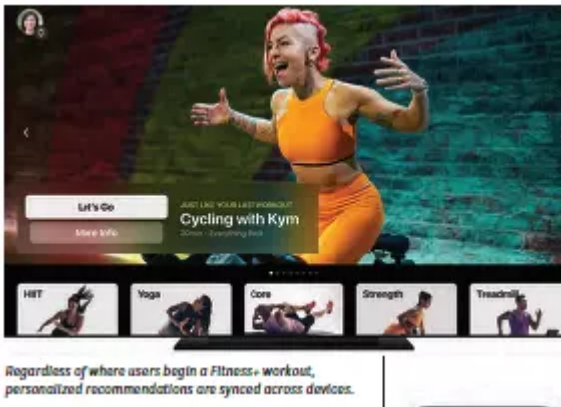 Let's Go
More Info
JUST LIKE YOUR LAST WORKOUT
Cycling with Kym
HIIT
Yoga
Core
Strength
Treadmill
Regardless of where users begin a Fitness+ workout,
personalized recommendations are synced across devices.